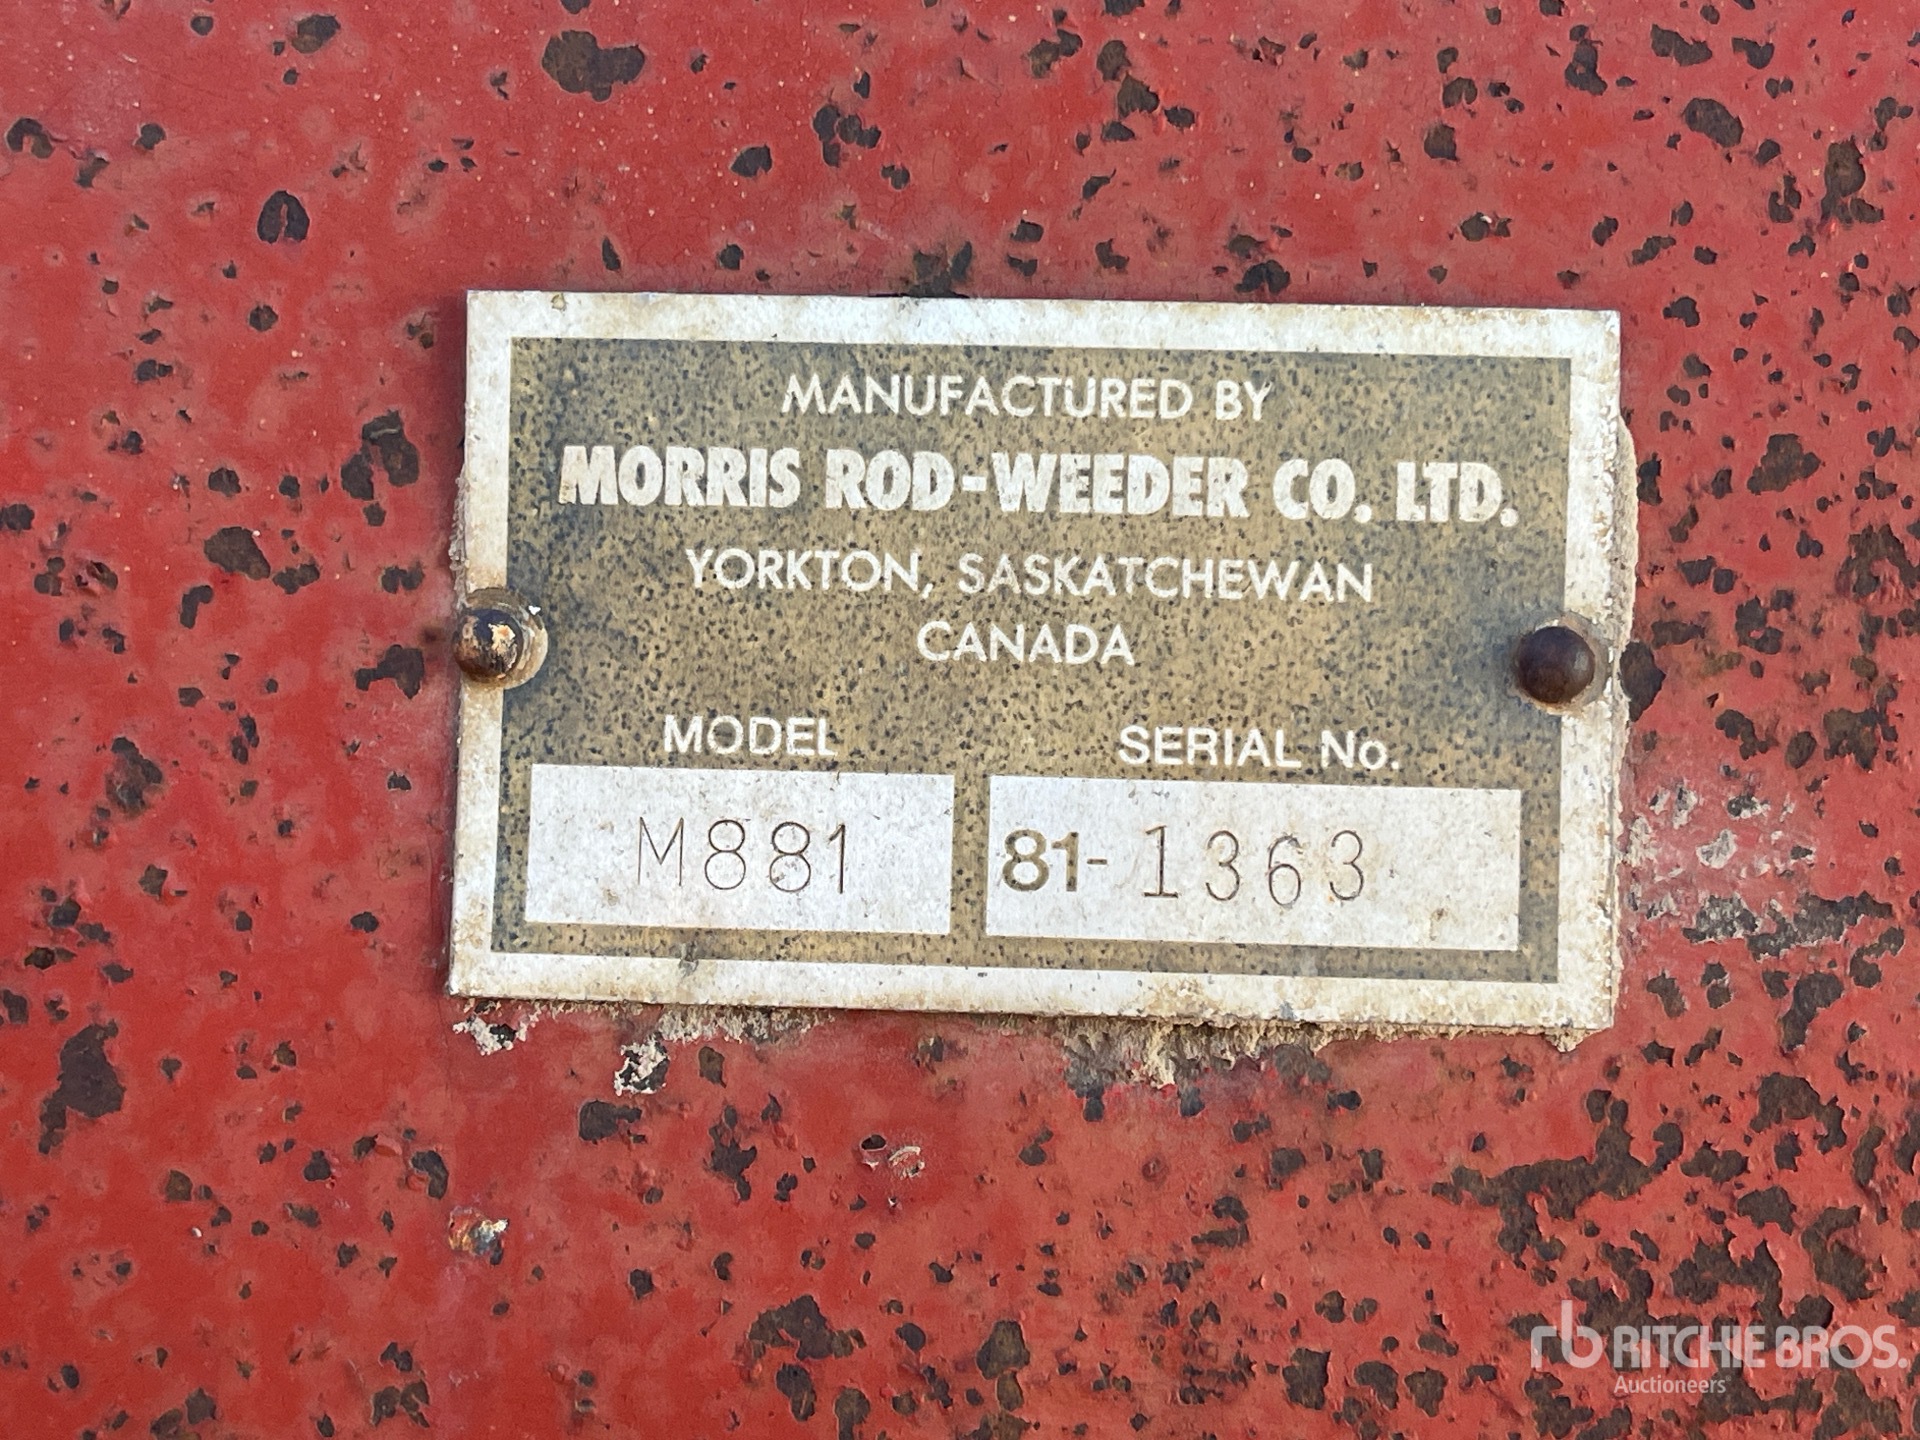 MANUFACTURED BY
MORRIS ROD-WEEDER CO. LTD.
YORKTON, SASKATCHEWAN
CANADA
MODEL SERIAL No.
M881 81-1363
rb RITCHIE BROS.
Auctioneers